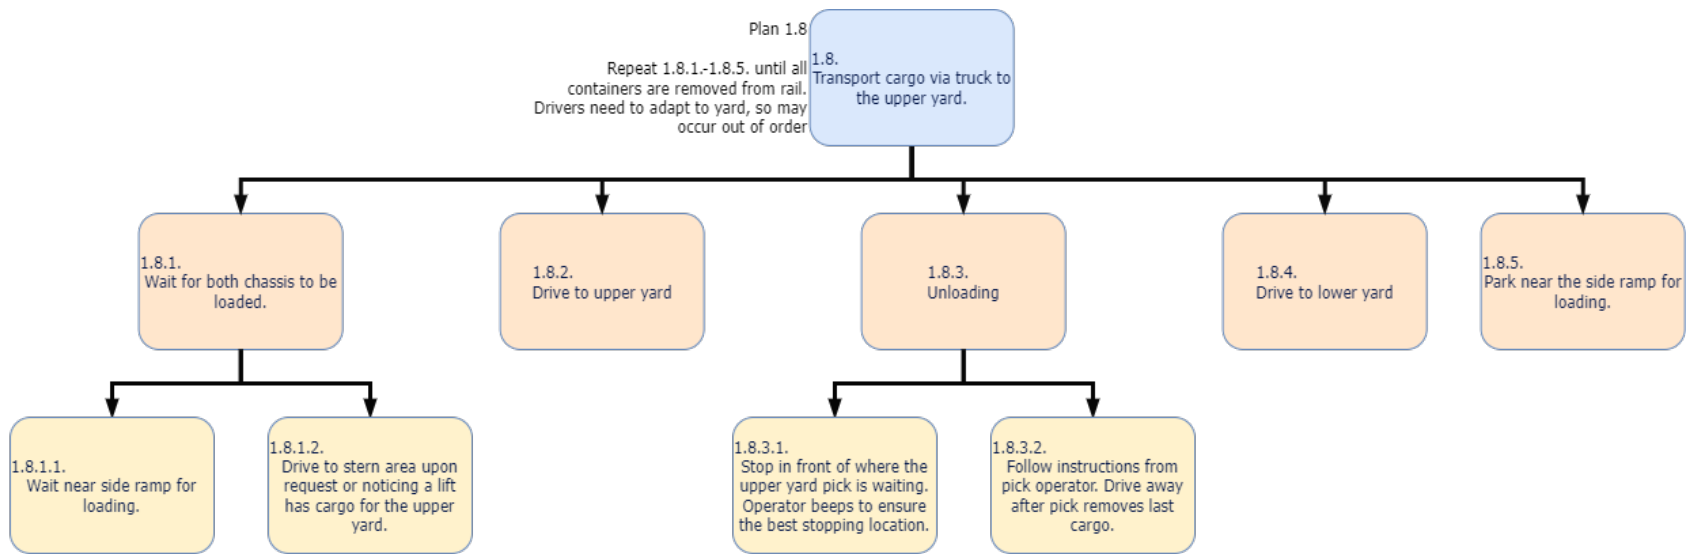 Plan 1.8
Repeat 1.8.1.-1.8.5. until all
containers are removed from rail.
Drivers need to adapt to yard, so may
occur out of order
1.8.
Transport cargo via truck to
the upper yard.
1.8.1.
Wait for both chassis to be
loaded.
1.8.2.
Drive to upper yard
1.8.3.
Unloading
1.8.4.
Drive to lower yard
1.8.5.
Park near the side ramp for
loading.
1.8.1.1.
Wait near side ramp for
loading.
1.8.1.2.
Drive to stern area upon
request or noticing a lift
has cargo for the upper
yard.
1.8.3.1.
Stop in front of where the
upper yard pick is waiting.
Operator beeps to ensure
the best stopping location.
1.8.3.2.
Follow instructions from
pick operator. Drive away
after pick removes last
cargo.